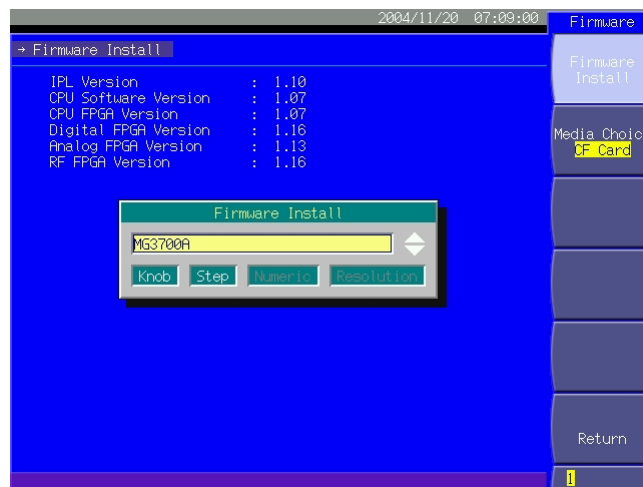 2004/11/20 07:09:00
Firmware
→ Firmware Install
IPL Version : 1.10
CPU Software Version : 1.07
CPU FPGA Version : 1.07
Digital FPGA Version : 1.16
Analog FPGA Version : 1.13
RF FPGA Version : 1.16
Firmware Install
MG3700A
Knob Step Numeric Resolution
Firmware
Install
Media Choic
CF Card
Return
1